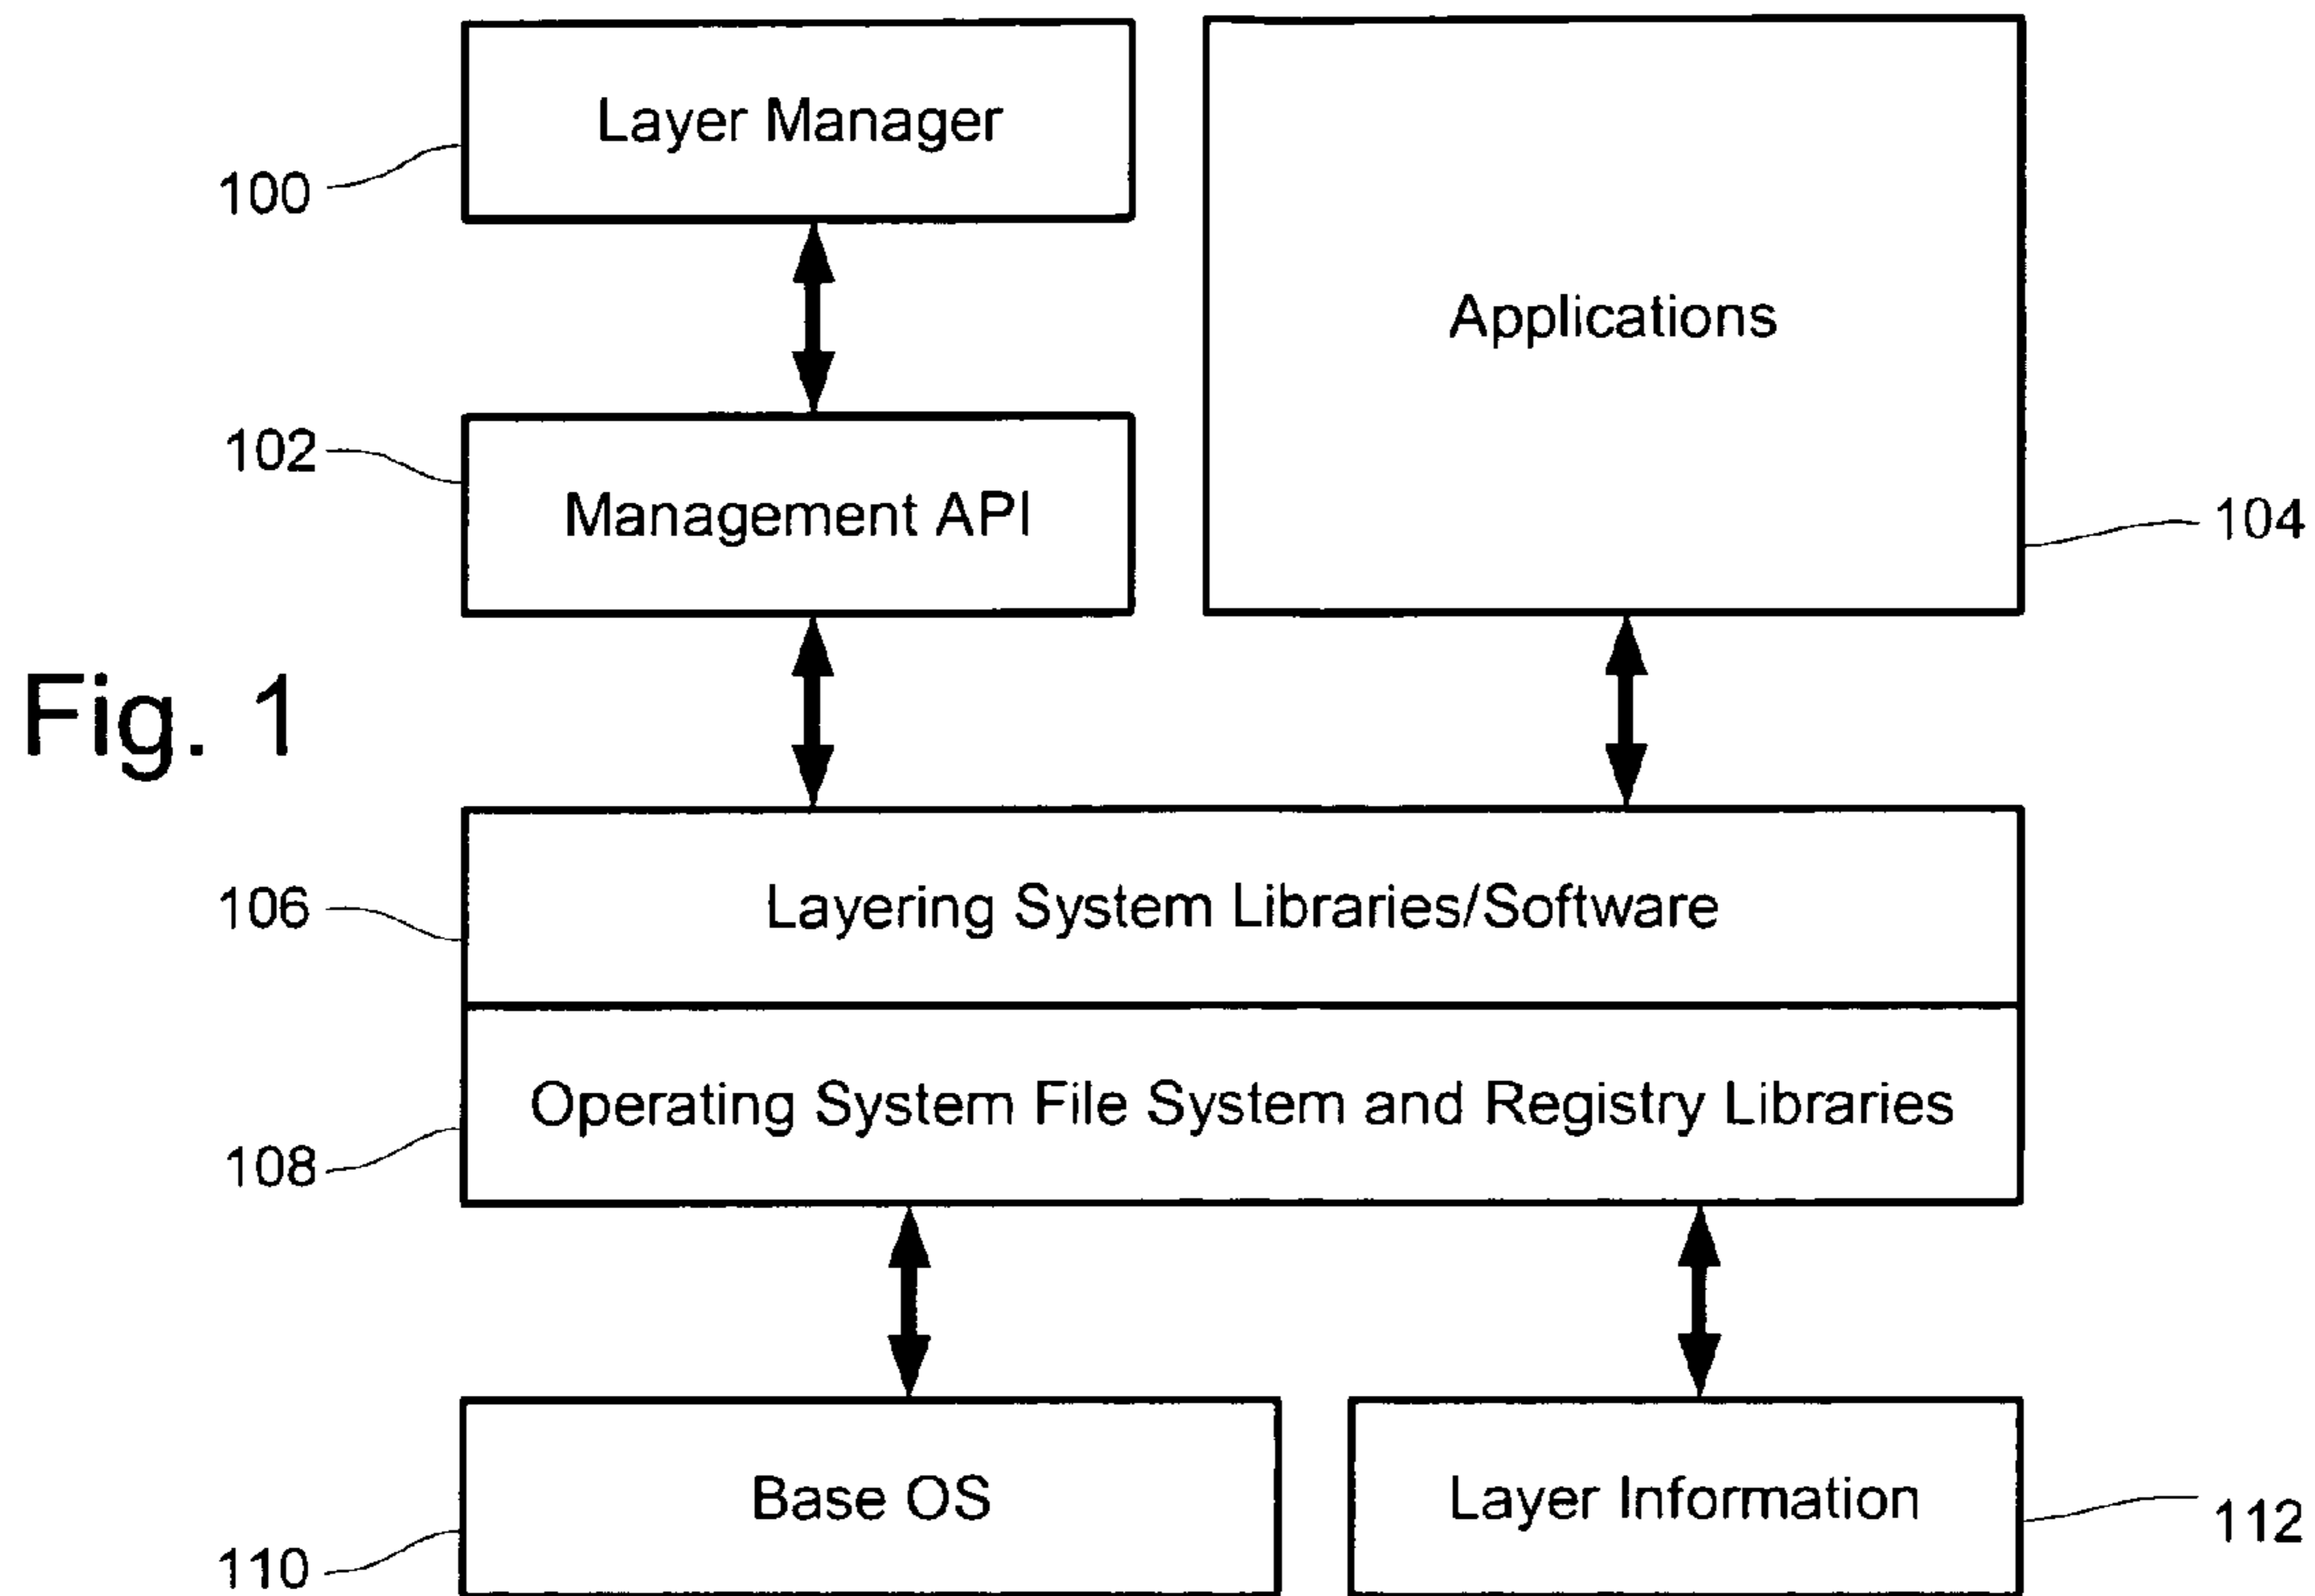 Layer Manager
100
Applications
102
Management API
104
Fig. 1
106
Layering System Libraries/Software
Operating System File System and Registry Libraries
108
Base OS
Layer Information
110
112